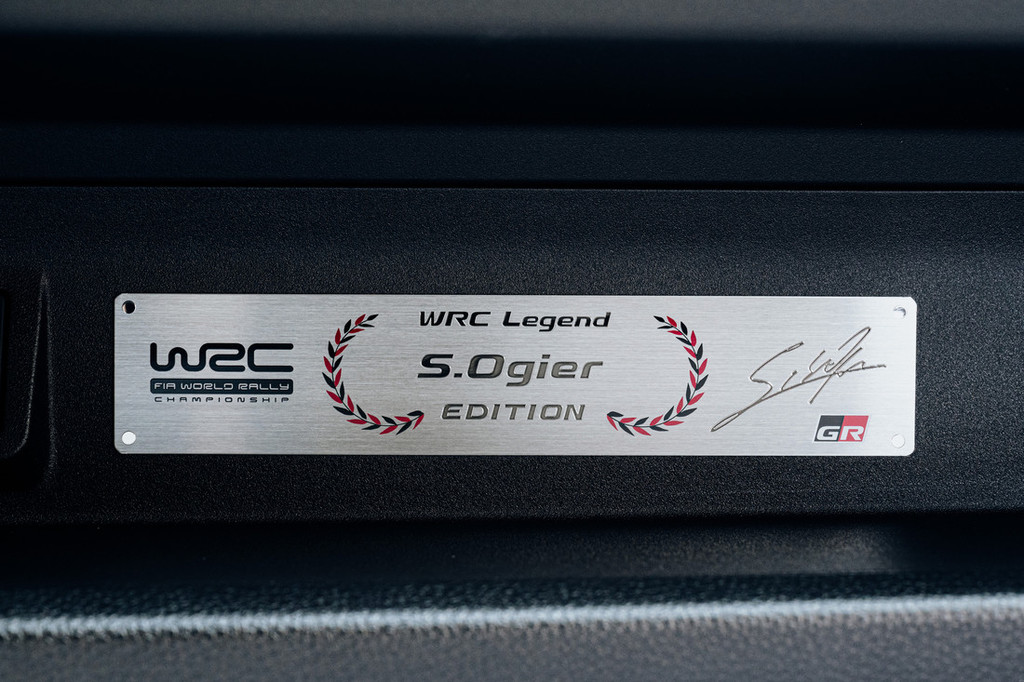 WRC
FIA WORLD RALLY
CHAMPIONSHIP
WRC Legend
S.Ogier
EDITION
GR